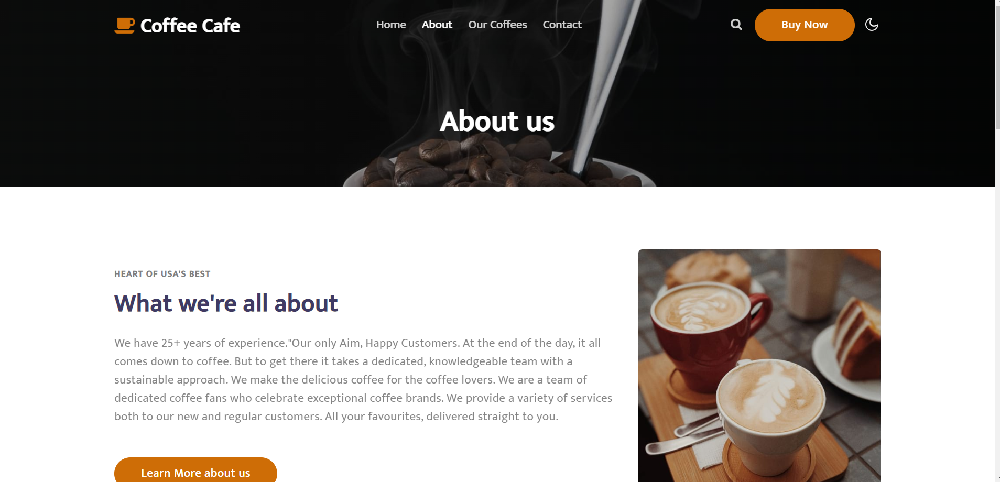 Coffee Cafe
Home About Our Coffees Contact
Buy Now
About us
HEART OF USA'S BEST
What we're all about
We have 25+ years of experience."Our only Aim, Happy Customers. At the end of the day, it all
comes down to coffee. But to get there it takes a dedicated, knowledgeable team with a
sustainable approach. We make the delicious coffee for the coffee lovers. We are a team of
dedicated coffee fans who celebrate exceptional coffee brands. We provide a variety of services
both to our new and regular customers. All your favourites, delivered straight to you.
Learn More about us